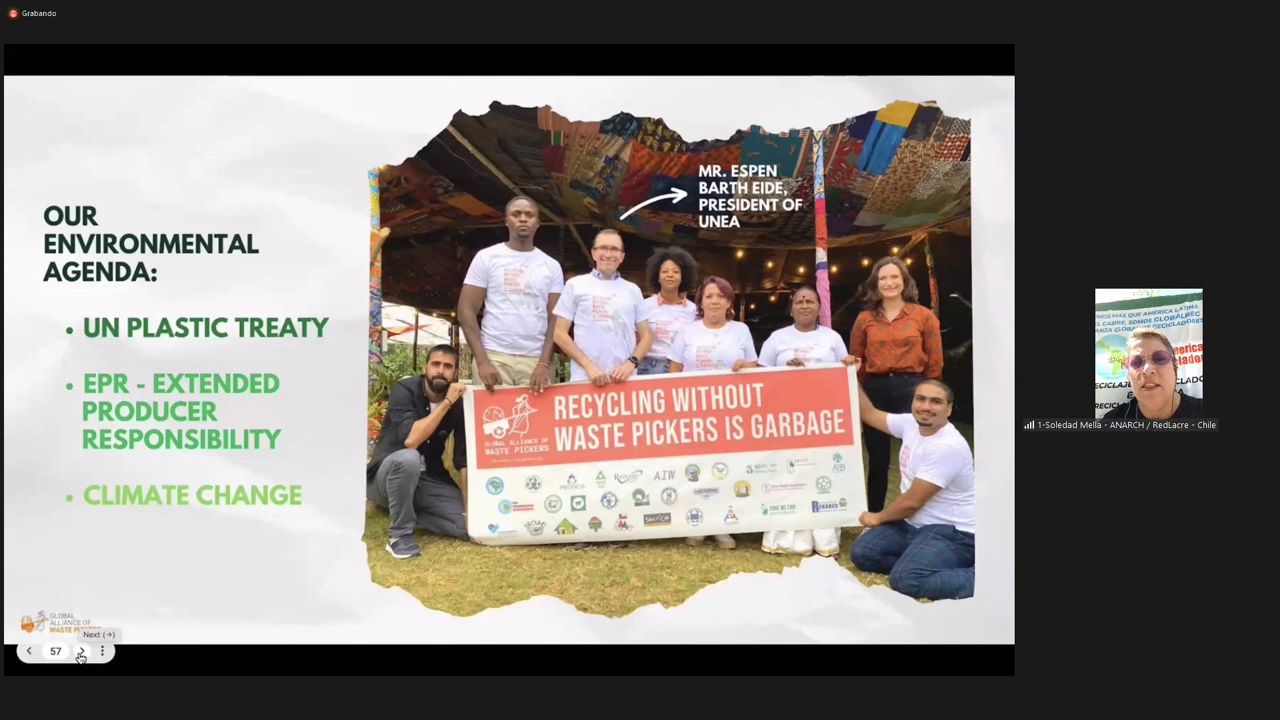 Grabando
OUR
ENVIRONMENTAL
AGENDA:
• UN PLASTIC TREATY
• EPR - EXTENDED
PRODUCER
RESPONSIBILITY
• CLIMATE CHANGE
MR. ESPEN
BARTH EIDE,
PRESIDENT OF
UNEA
RECYCLING WITHOUT
WASTE PICKERS IS GARBAGE
GLOBAL ALLIANCE OF
WASTE PICKERS
AIW
SWACH
GLOBAL
ALLIANCE OF
WASTE PICKERS
Next (→)
57
1-Soledad Mella - ANARCH / RedLacre - Chile